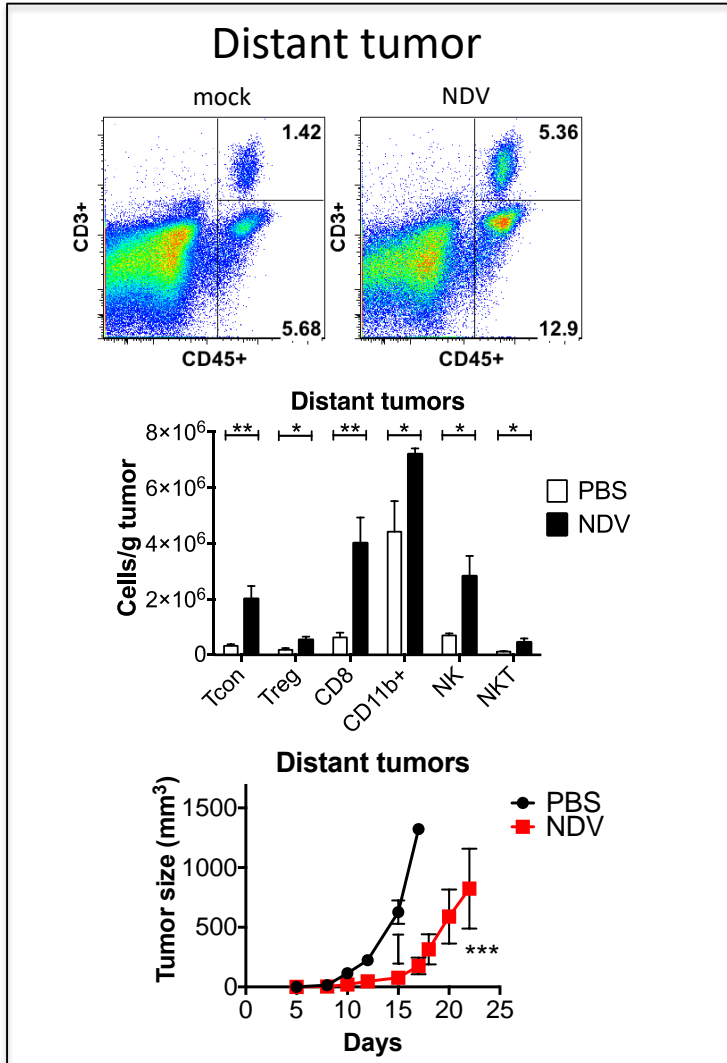 Distant tumor
mock NDV
1.42 5.36
CD3+ CD3+
5.68 12.9
CD45+ CD45+
Distant tumors
** * ** * * *
8×10⁶
6×10⁶
4×10⁶
2×10⁶
0
Cells/g tumor
PBS
NDV
Tcon Treg CD8 CD11b+ NK NKT
Distant tumors
PBS
NDV
1500
1000
500
0
Tumor size (mm³)
***
0 5 10 15 20 25
Days